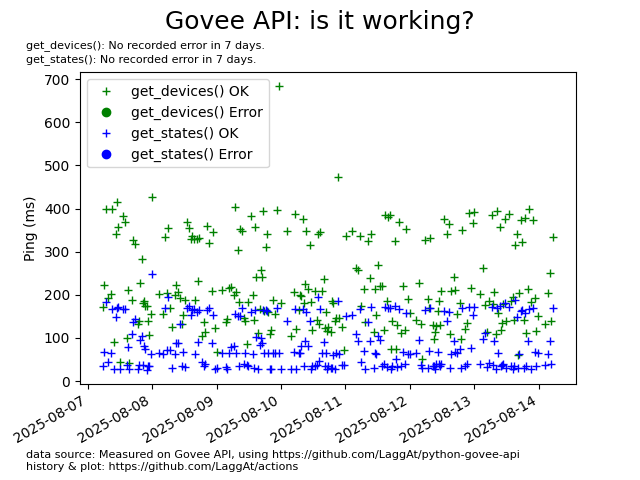 Govee API: is it working?
get_devices(): No recorded error in 7 days.
get_states(): No recorded error in 7 days.
get_devices() OK
get_devices() Error
get_states() OK
get_states() Error
Ping (ms)
700
600
500
400
300
200
100
0
2025-08-07
2025-08-08
2025-08-09
2025-08-10
2025-08-11
2025-08-12
2025-08-13
2025-08-14
data source: Measured on Govee API, using https://github.com/LaggAt/python-govee-api
history & plot: https://github.com/LaggAt/actions